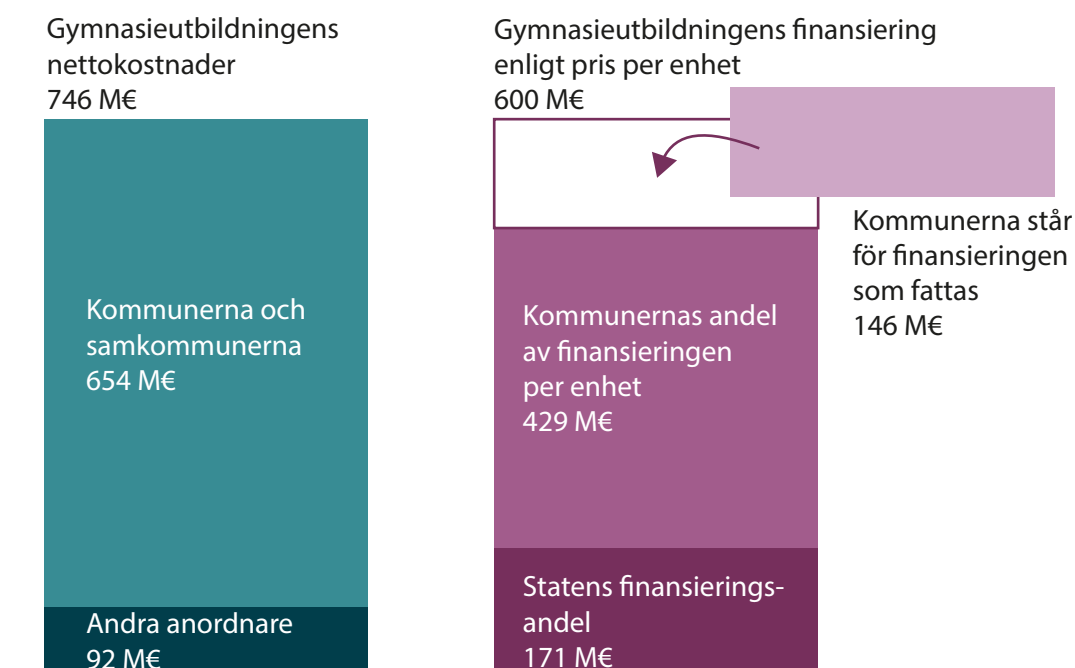 Gymnasieutbildningens
nettokostnader
746 M€
Kommunerna och
samkommunerna
654 M€
Andra anordnare
92 M€
Gymnasieutbildningens finansiering
enligt pris per enhet
600 M€
Kommunerna står
för finansieringen
som fattas
146 M€
Kommunernas andel
av finansieringen
per enhet
429 M€
Statens finansierings-
andel
171 M€